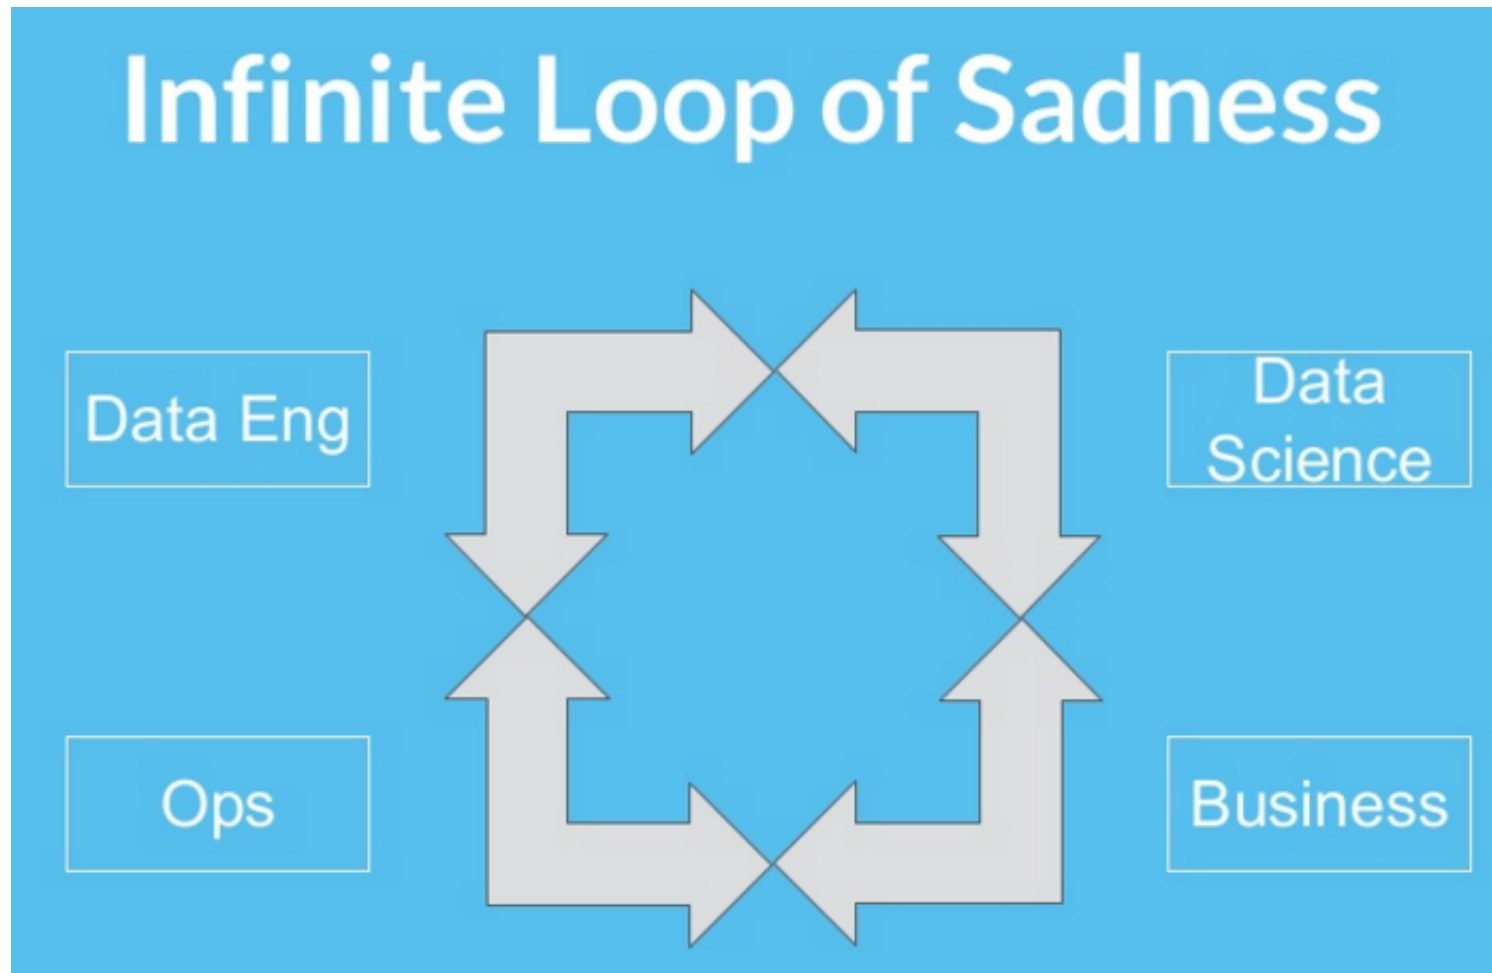 Infinite Loop of Sadness
Data Eng
Data
Science
Ops
Business